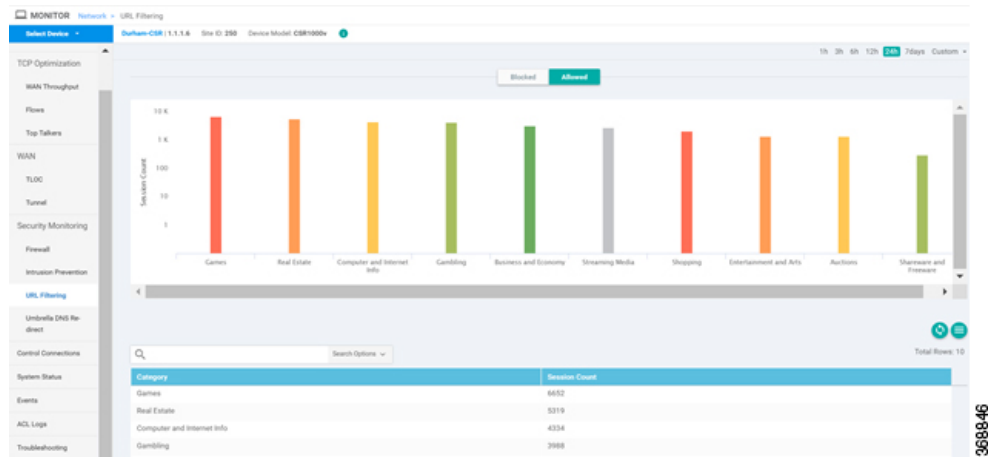 MONITOR Network > URL Filtering
Select Device
Durham-CSR | 1.1.1.6 Site ID: 250 Device Model: CSR1000v
1h 3h 6h 12h 24h 7days Custom
TCP Optimization
WAN Throughput
Flows
Top Talkers
WAN
TLOC
Tunnel
Security Monitoring
Firewall
Intrusion Prevention
URL Filtering
Umbrella DNS Re-
direct
Control Connections
System Status
Events
ACL Logs
Troubleshooting
Blocked Allowed
Session Count
10 K
1 K
100
10
1
Games
Real Estate
Computer and Internet
Info
Gambling
Business and Economy
Streaming Media
Shopping
Entertainment and Arts
Auctions
Shareware and
Freeware
Search Options
Total Rows: 10
Category Session Count
Games 6652
Real Estate 5319
Computer and Internet Info 4334
Gambling 3988
368846